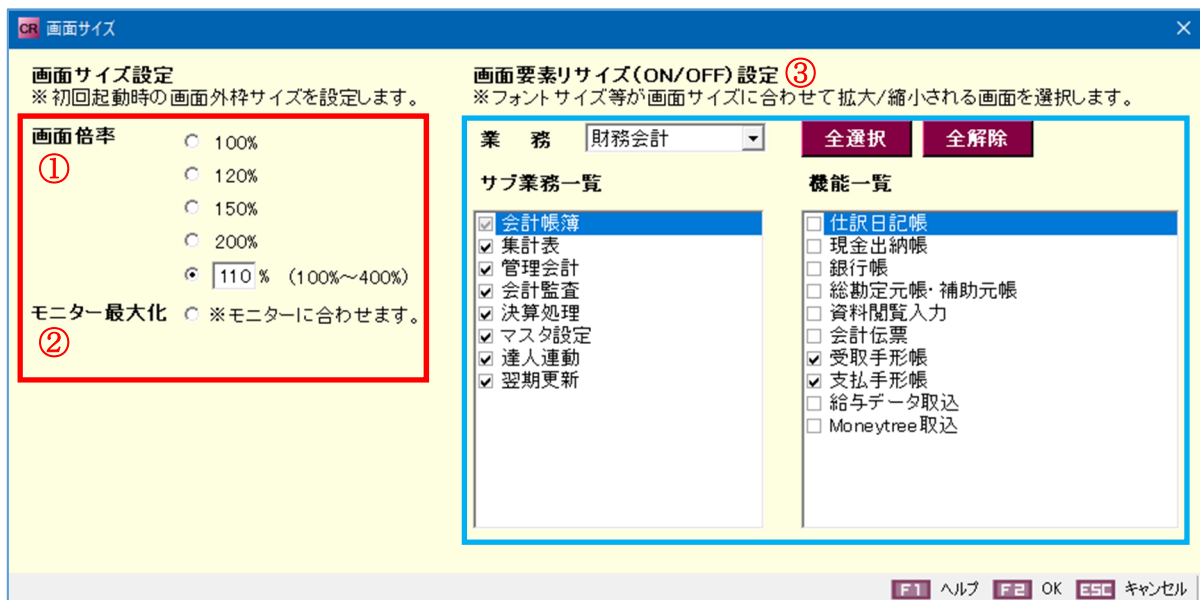 CR 画面サイズ
画面サイズ設定
※初回起動時の画面外枠サイズを設定します。
画面倍率
①
100%
120%
150%
200%
110 % (100%～400%)
モニター最大化 ※モニターに合わせます。
②
画面要素リサイズ(ON/OFF)設定 ③
※フォントサイズ等が画面サイズに合わせて拡大/縮小される画面を選択します。
業 務 財務会計 全選択 全解除
サブ業務一覧
会計帳簿
集計表
管理会計
会計監査
決算処理
マスタ設定
達人連動
翌期更新
機能一覧
仕訳日記帳
現金出納帳
銀行帳
総勘定元帳・補助元帳
資料閲覧入力
会計伝票
受取手形帳
支払手形帳
給与データ取込
Moneytree取込
F1 ヘルプ F2 OK ESC キャンセル